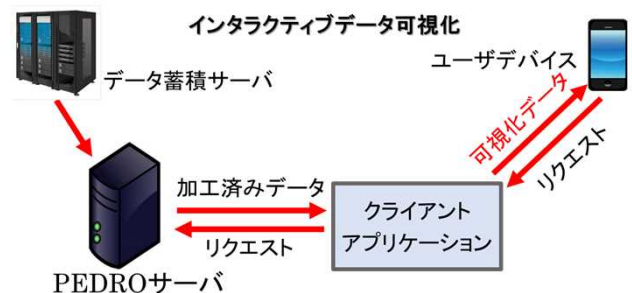 インタラクティブデータ可視化
ユーザデバイス
データ蓄積サーバ
可視化データ
リクエスト
加工済みデータ
クライアント
アプリケーション
リクエスト
PEDROサーバ